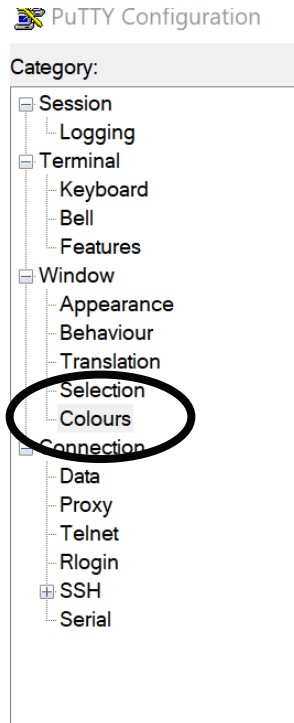 PuTTY Configuration
Category:
Session
Logging
Terminal
Keyboard
Bell
Features
Window
Appearance
Behaviour
Translation
Selection
Colours
Connection
Data
Proxy
Telnet
Rlogin
SSH
Serial